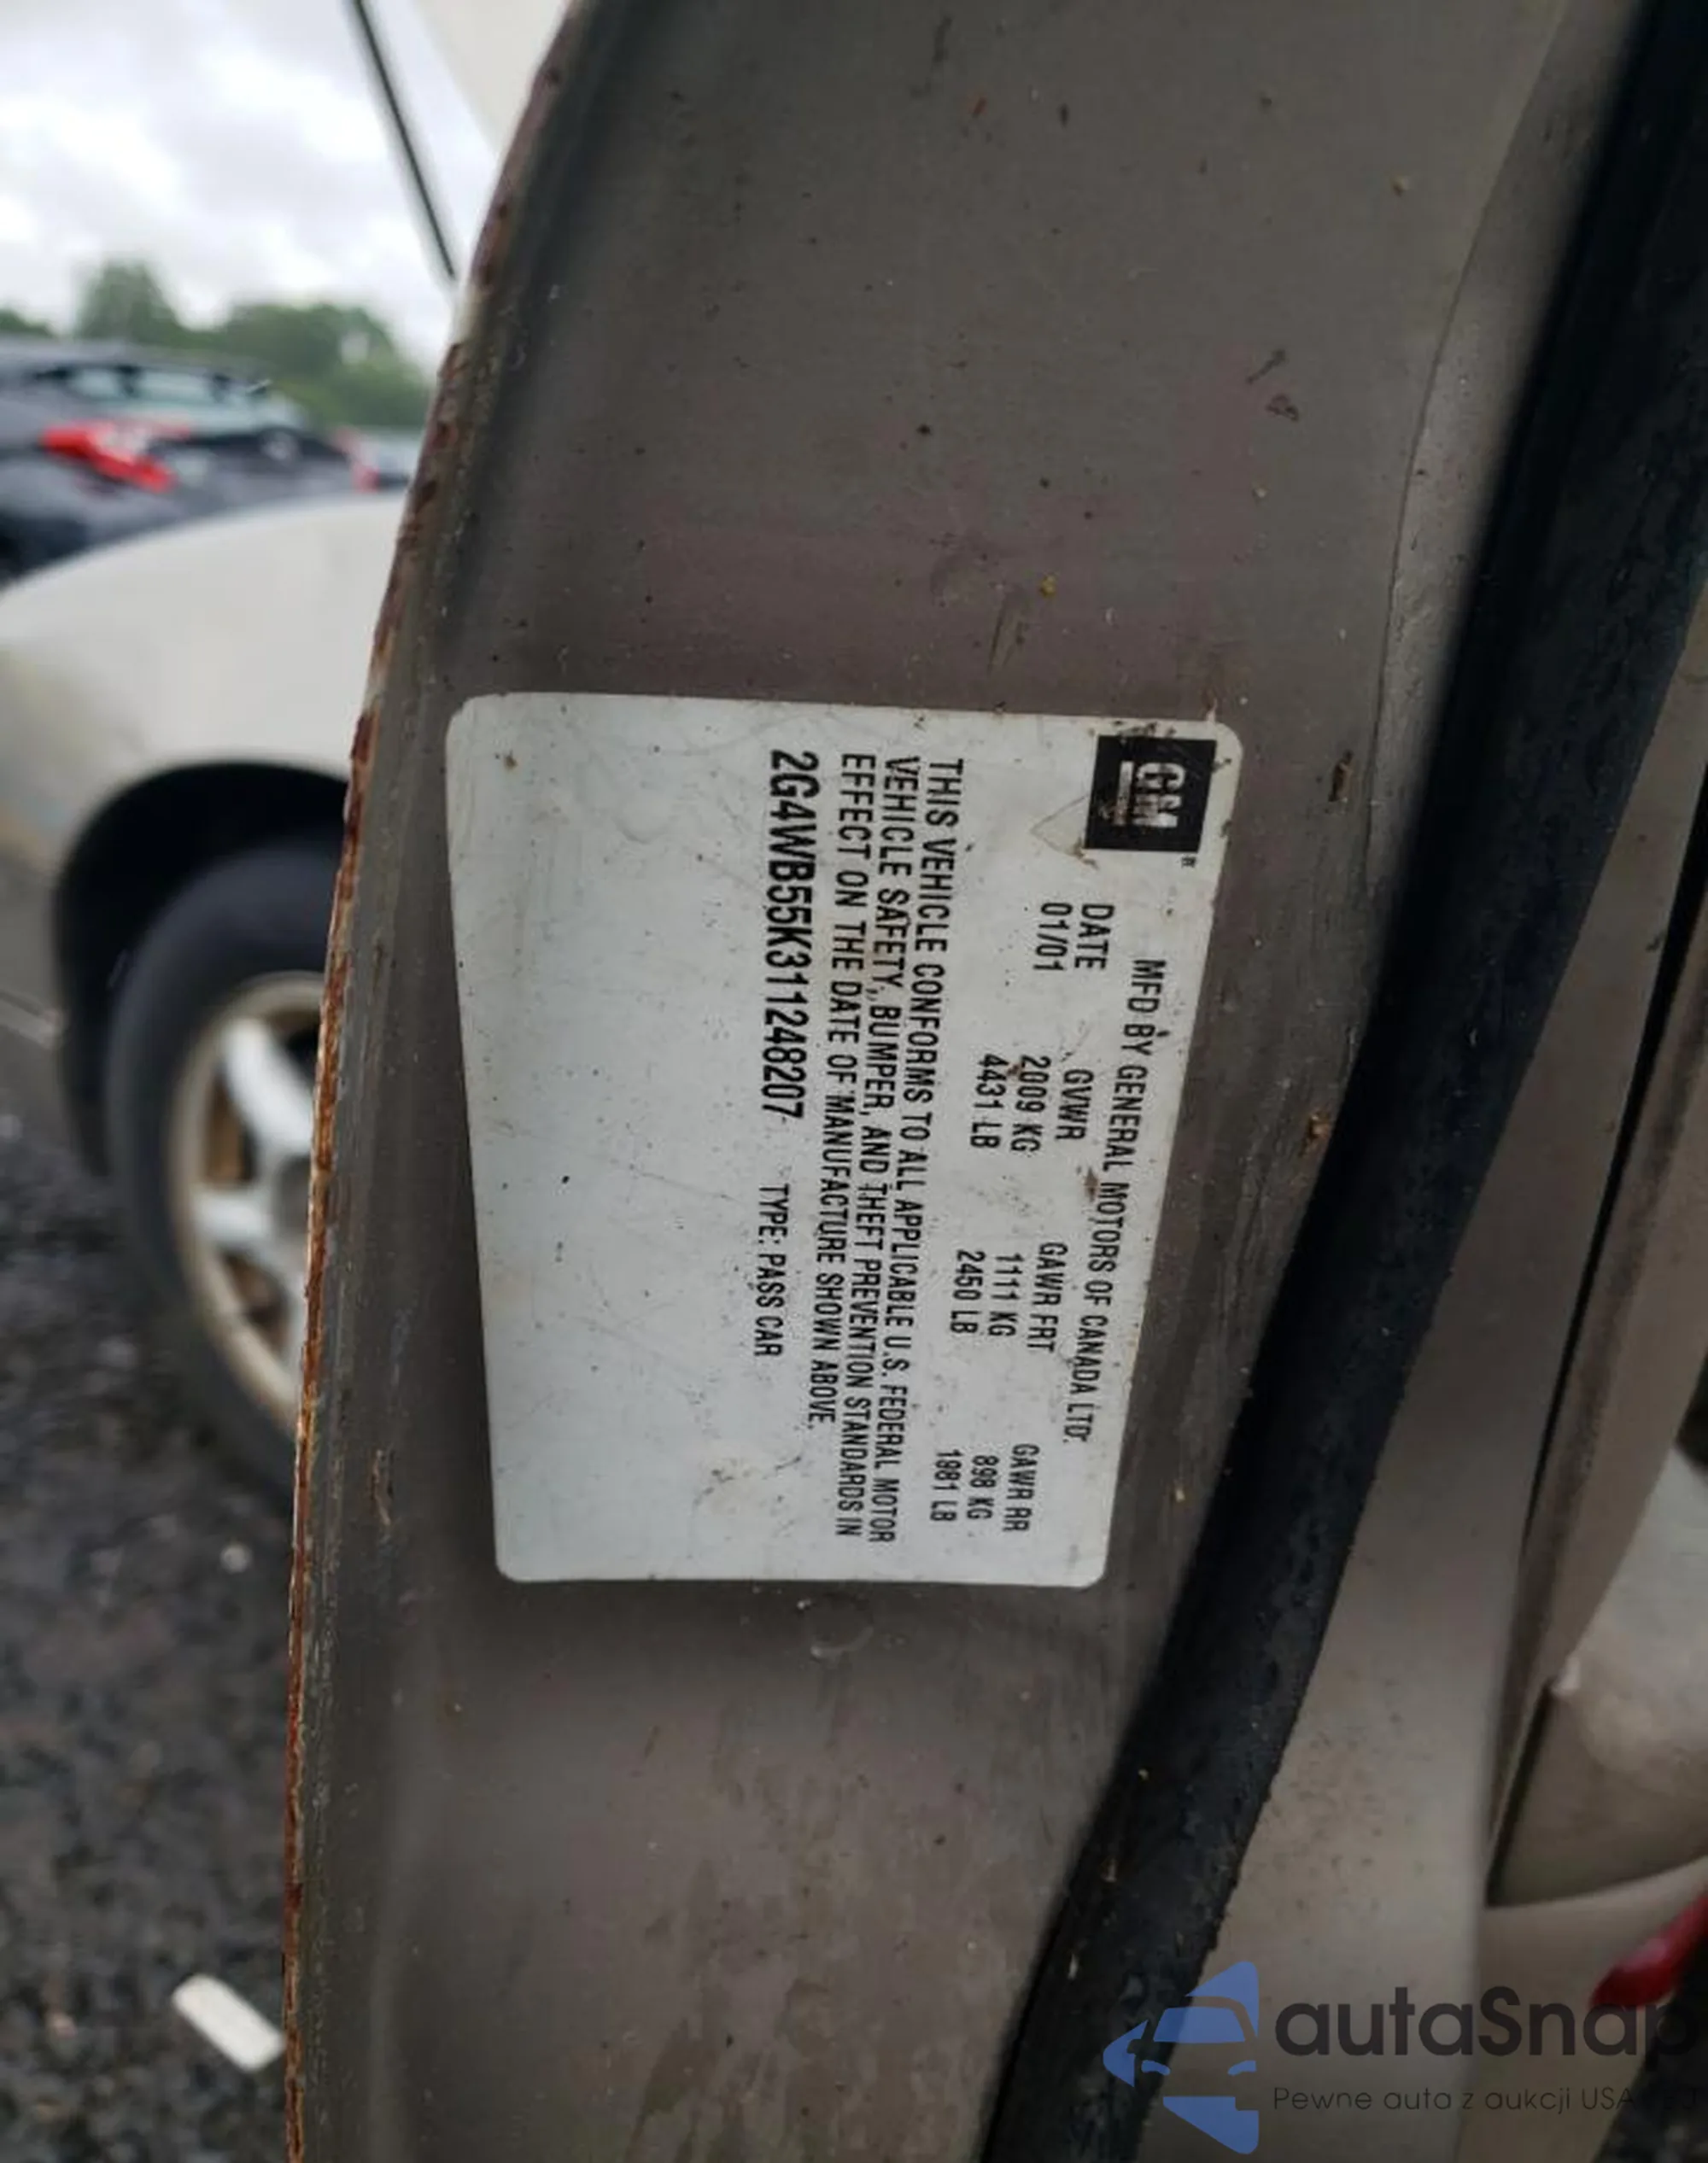 GM®
MFD BY GENERAL MOTORS OF CANADA LTD.
DATE GVWR GAWR FRT GAWR RR
01/01 2009 KG 1111 KG 898 KG
4431 LB 2450 LB 1981 LB
THIS VEHICLE CONFORMS TO ALL APPLICABLE U.S. FEDERAL MOTOR
VEHICLE SAFETY, BUMPER, AND THEFT PREVENTION STANDARDS IN
EFFECT ON THE DATE OF MANUFACTURE SHOWN ABOVE.
2G4WB55K311248207 TYPE: PASS CAR
autaSnap
Pewne auta z aukcji USA